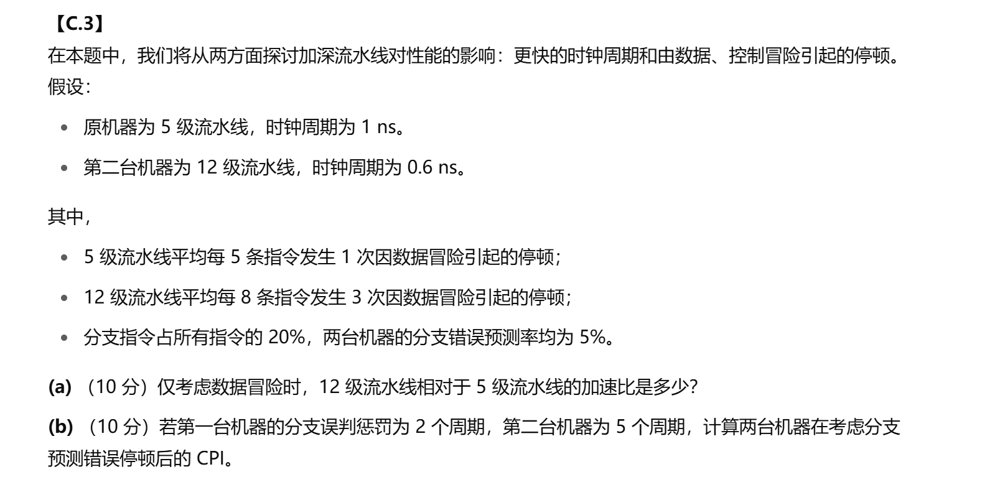 【C.3】
在本题中，我们将从两方面探讨加深流水线对性能的影响：更快的时钟周期和由数据、控制冒险引起的停顿。
假设：
• 原机器为 5 级流水线，时钟周期为 1 ns。
• 第二台机器为 12 级流水线，时钟周期为 0.6 ns。
其中，
• 5 级流水线平均每 5 条指令发生 1 次因数据冒险引起的停顿；
• 12 级流水线平均每 8 条指令发生 3 次因数据冒险引起的停顿；
• 分支指令占所有指令的 20%，两台机器的分支错误预测率均为 5%。
(a) （10 分）仅考虑数据冒险时，12 级流水线相对于 5 级流水线的加速比是多少？
(b) （10 分）若第一台机器的分支误判惩罚为 2 个周期，第二台机器为 5 个周期，计算两台机器在考虑分支
预测错误停顿后的 CPI。